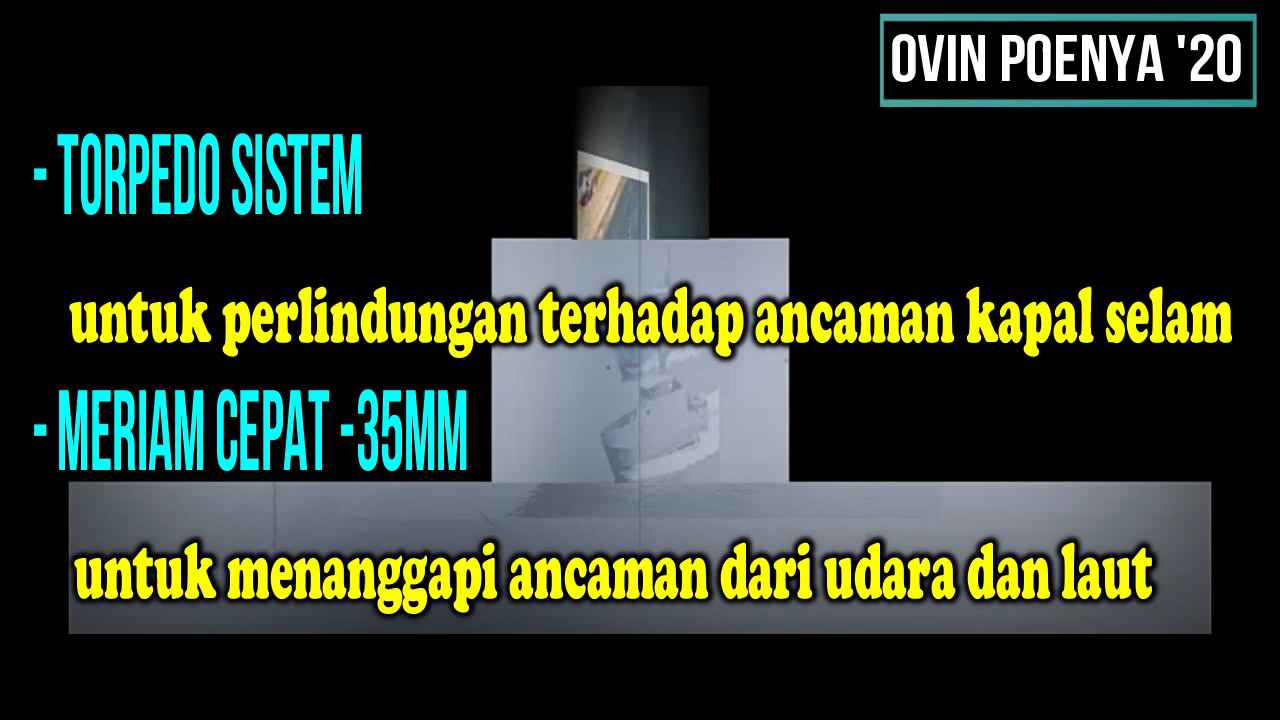 OVIN POENYA '20
- TORPEDO SISTEM
untuk perlindungan terhadap ancaman kapal selam
- MERIAM CEPAT -35MM
untuk menanggapi ancaman dari udara dan laut